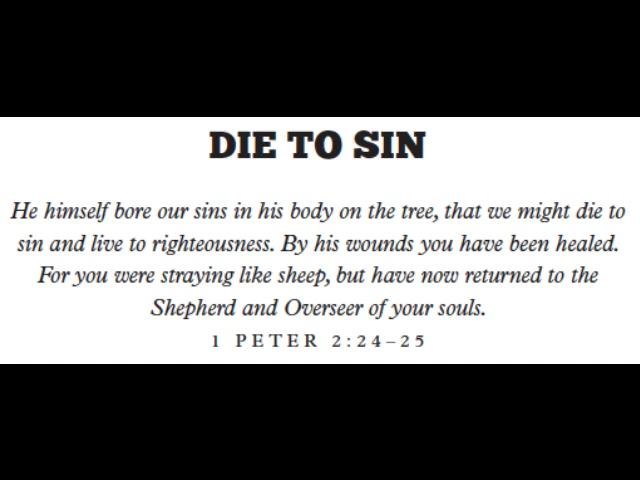 DIE TO SIN
He himself bore our sins in his body on the tree, that we might die to
sin and live to righteousness. By his wounds you have been healed.
For you were straying like sheep, but have now returned to the
Shepherd and Overseer of your souls.
1 PETER 2:24–25